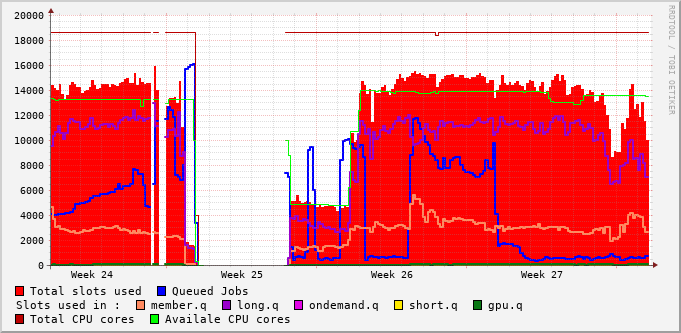 20000
18000
16000
14000
12000
10000
8000
6000
4000
2000
0
Week 24 Week 25 Week 26 Week 27
Total slots used Queued Jobs
Slots used in : member.q long.q ondemand.q short.q gpu.q
Total CPU cores Availale CPU cores
RRDTOOL / TOBI OETIKER